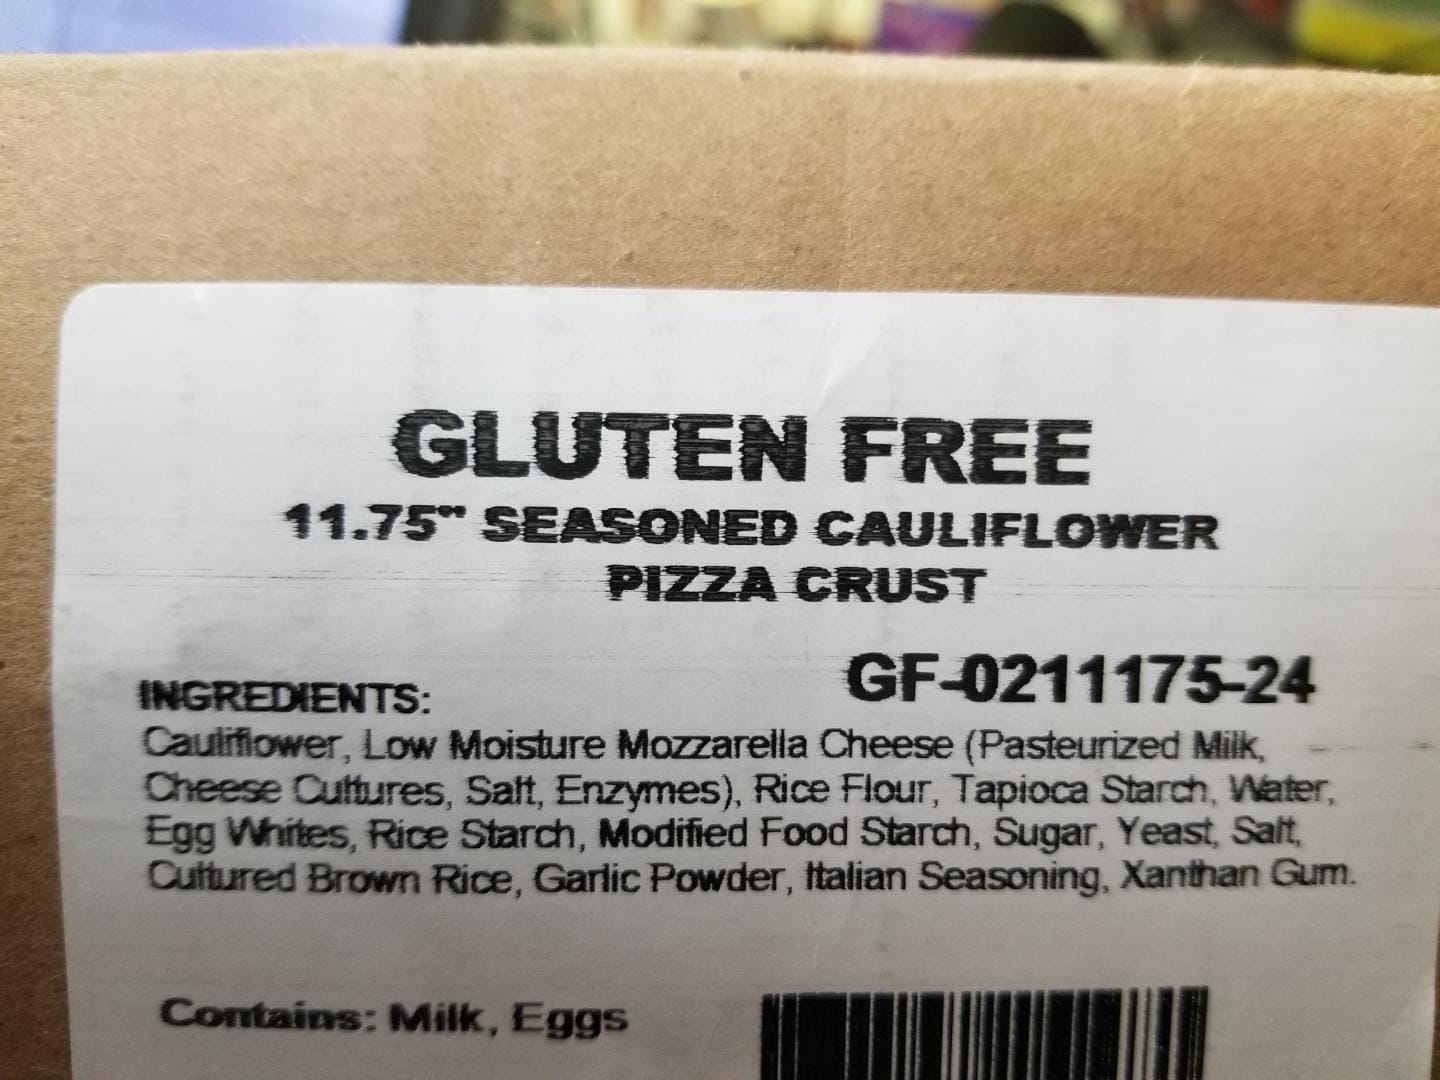 GLUTEN FREE
11.75" SEASONED CAULIFLOWER
PIZZA CRUST
GF-0211175-24
INGREDIENTS:
Cauliflower, Low Moisture Mozzarella Cheese (Pasteurized Milk,
Cheese Cultures, Salt, Enzymes), Rice Flour, Tapioca Starch, Water,
Egg Whites, Rice Starch, Modified Food Starch, Sugar, Yeast, Salt,
Cultured Brown Rice, Garlic Powder, Italian Seasoning, Xanthan Gum.
Contains: Milk, Eggs